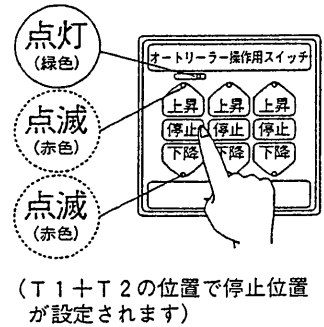 点灯
(緑色)
点滅
(赤色)
点滅
(赤色)
オートリーラー操作用スイッチ
上昇 上昇 上昇
停止 停止 停止
下降 下降 下降
(T1+T2の位置で停止位置
が設定されます)